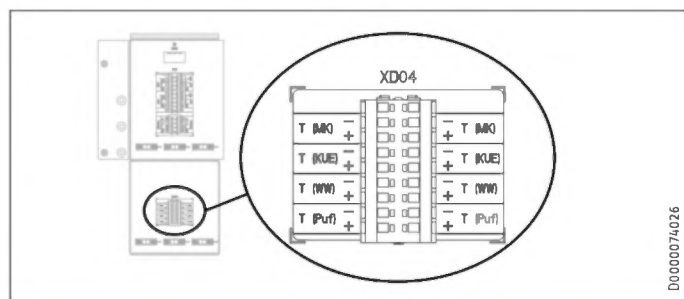 XD04
T (MK) − + − + T (MK)
T (KUE) − + − + T (KUE)
T (WW) − + − + T (WW)
T (Puf) − + − + T (Puf)
D0000074026